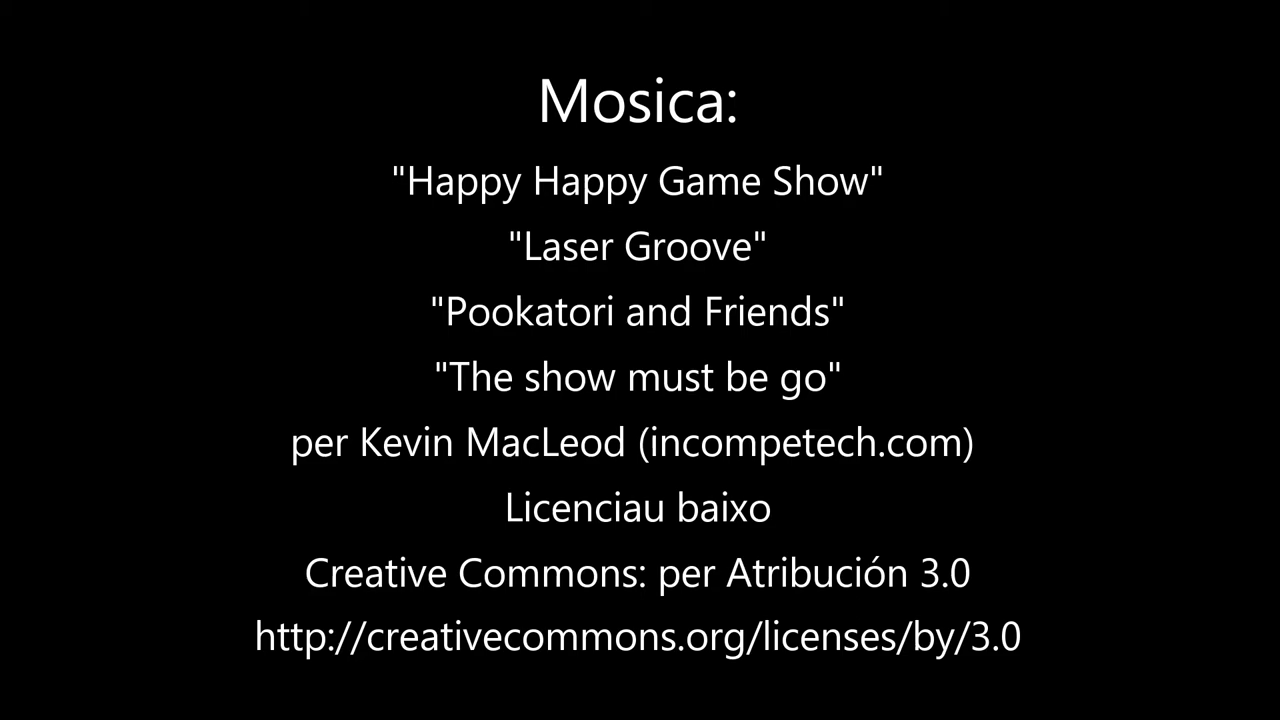 Mosica:
"Happy Happy Game Show"
"Laser Groove"
"Pookatori and Friends"
"The show must be go"
per Kevin MacLeod (incompetech.com)
Licenciau baixo
Creative Commons: per Atribución 3.0
http://creativecommons.org/licenses/by/3.0